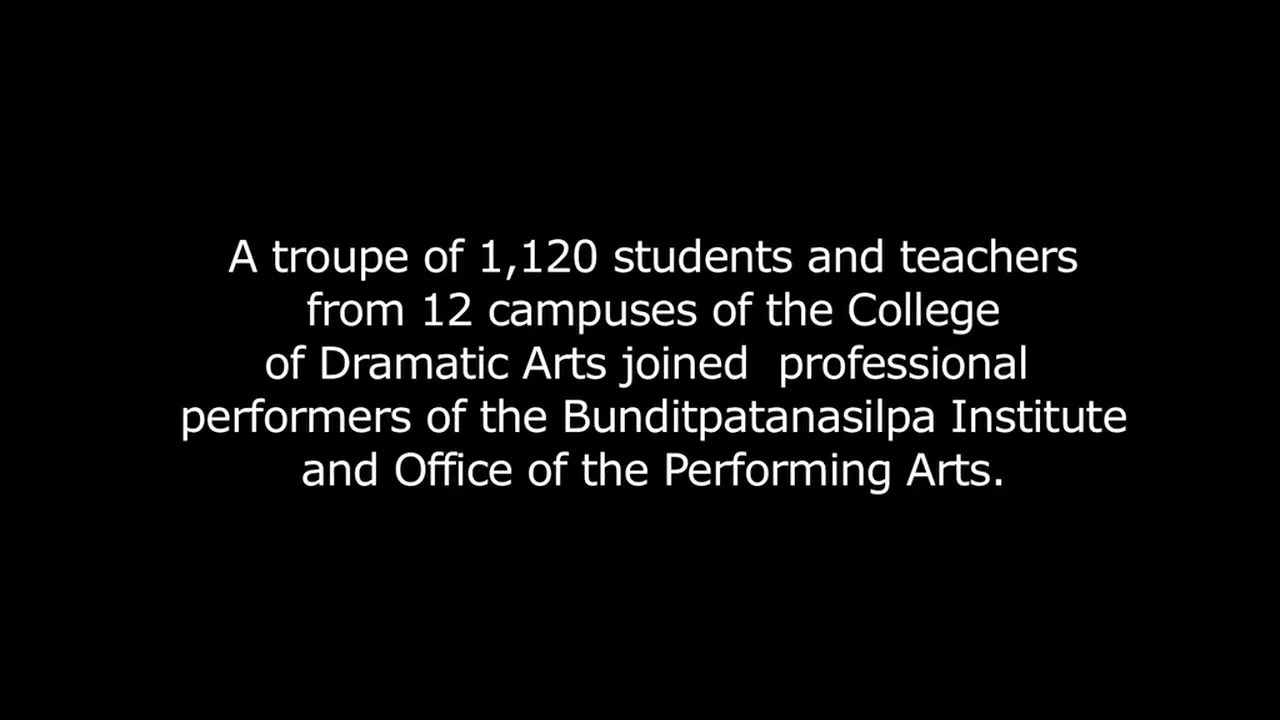 A troupe of 1,120 students and teachers
from 12 campuses of the College
of Dramatic Arts joined  professional
performers of the Bunditpatanasilpa Institute
and Office of the Performing Arts.